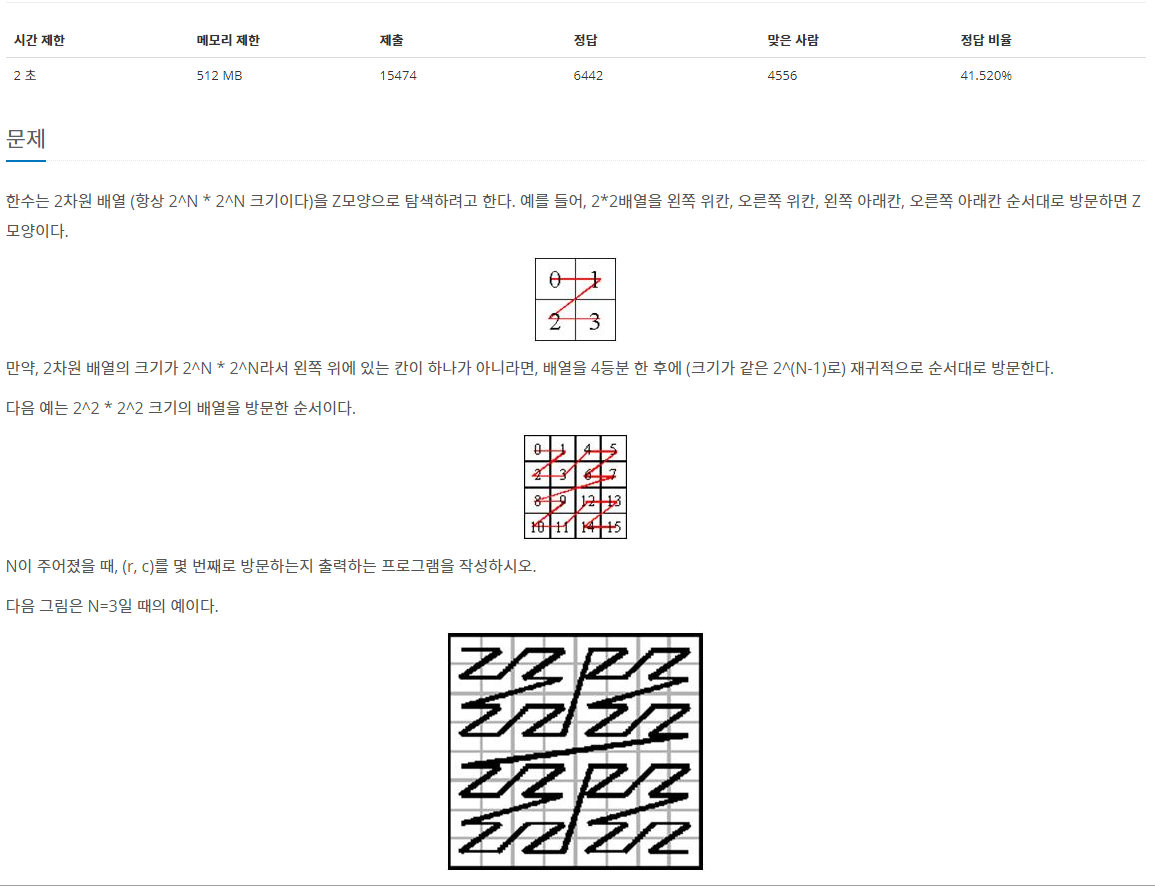 시간 제한 메모리 제한 제출 정답 맞은 사람 정답 비율
2 초 512 MB 15474 6442 4556 41.520%
문제
한수는 2차원 배열 (항상 2^N * 2^N 크기이다)을 Z모양으로 탐색하려고 한다. 예를 들어, 2*2배열을 왼쪽 위칸, 오른쪽 위칸, 왼쪽 아래칸, 오른쪽 아래칸 순서대로 방문하면 Z
모양이다.
0 1
2 3
만약, 2차원 배열의 크기가 2^N * 2^N라서 왼쪽 위에 있는 칸이 하나가 아니라면, 배열을 4등분 한 후에 (크기가 같은 2^(N-1)로) 재귀적으로 순서대로 방문한다.
다음 예는 2^2 * 2^2 크기의 배열을 방문한 순서이다.
0 1 4 5
2 3 6 7
8 9 12 13
10 11 14 15
N이 주어졌을 때, (r, c)를 몇 번째로 방문하는지 출력하는 프로그램을 작성하시오.
다음 그림은 N=3일 때의 예이다.